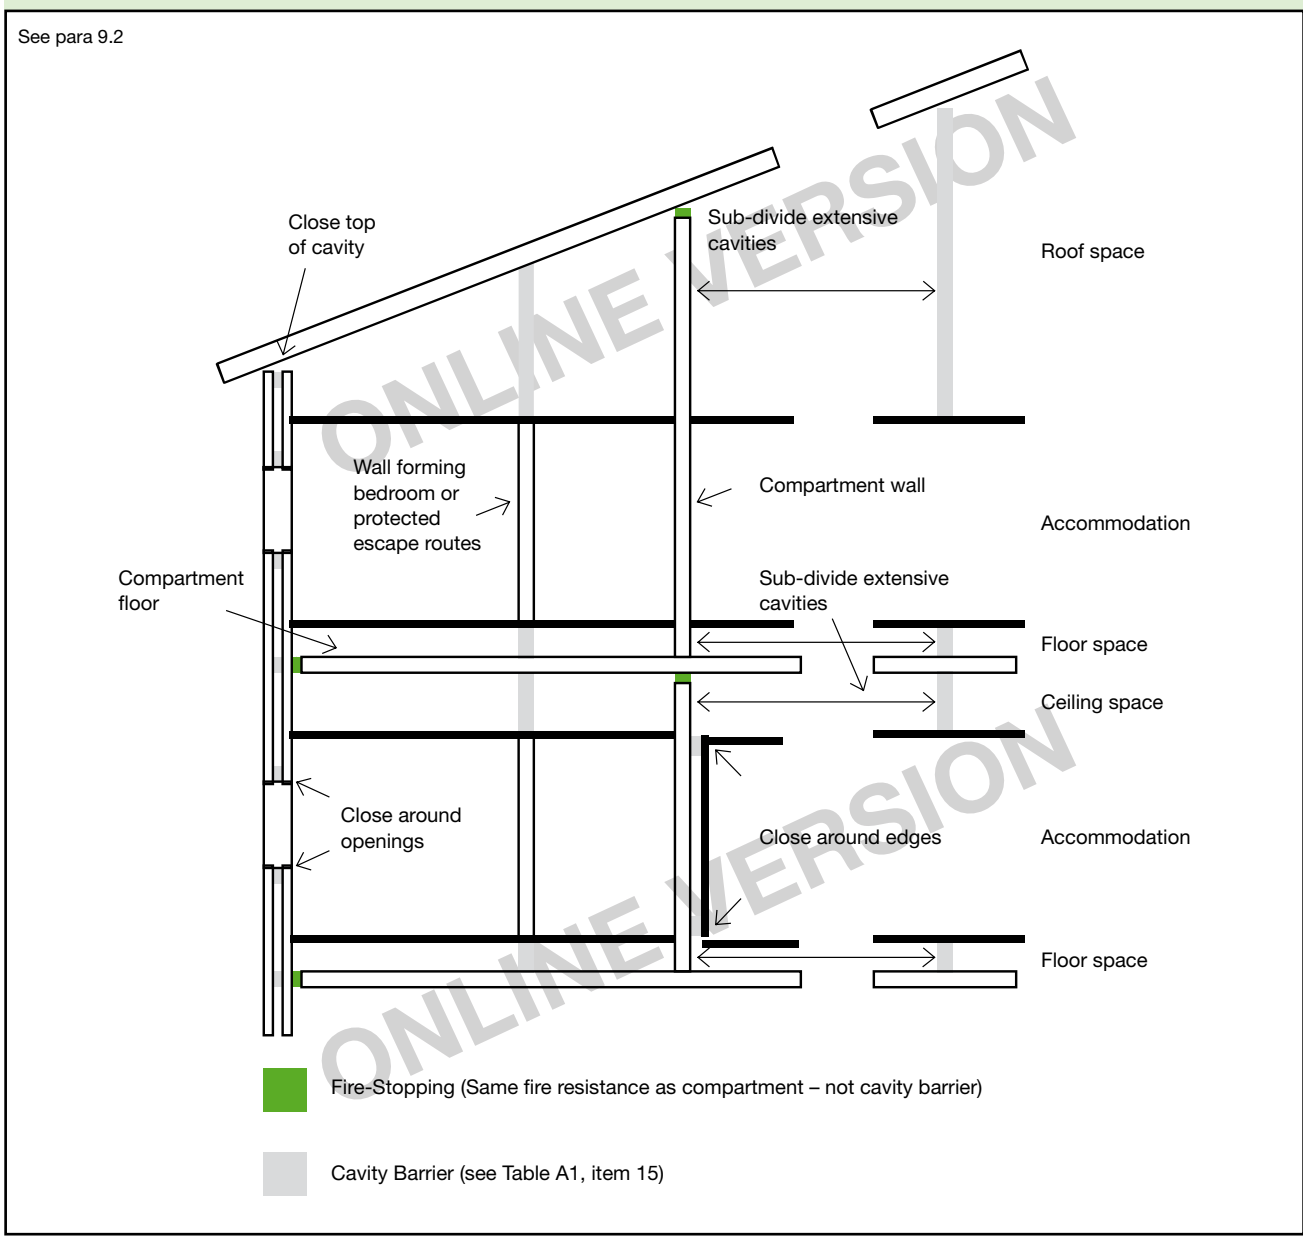 See para 9.2
Close top
of cavity
Sub-divide extensive
cavities
Roof space
ONLINE VERSION
Wall forming
bedroom or
protected
escape routes
Compartment wall
Accommodation
Compartment
floor
Sub-divide extensive
cavities
Floor space
Ceiling space
Close around
openings
Close around edges
Accommodation
ONLINE VERSION
Floor space
Fire-Stopping (Same fire resistance as compartment – not cavity barrier)
Cavity Barrier (see Table A1, item 15)